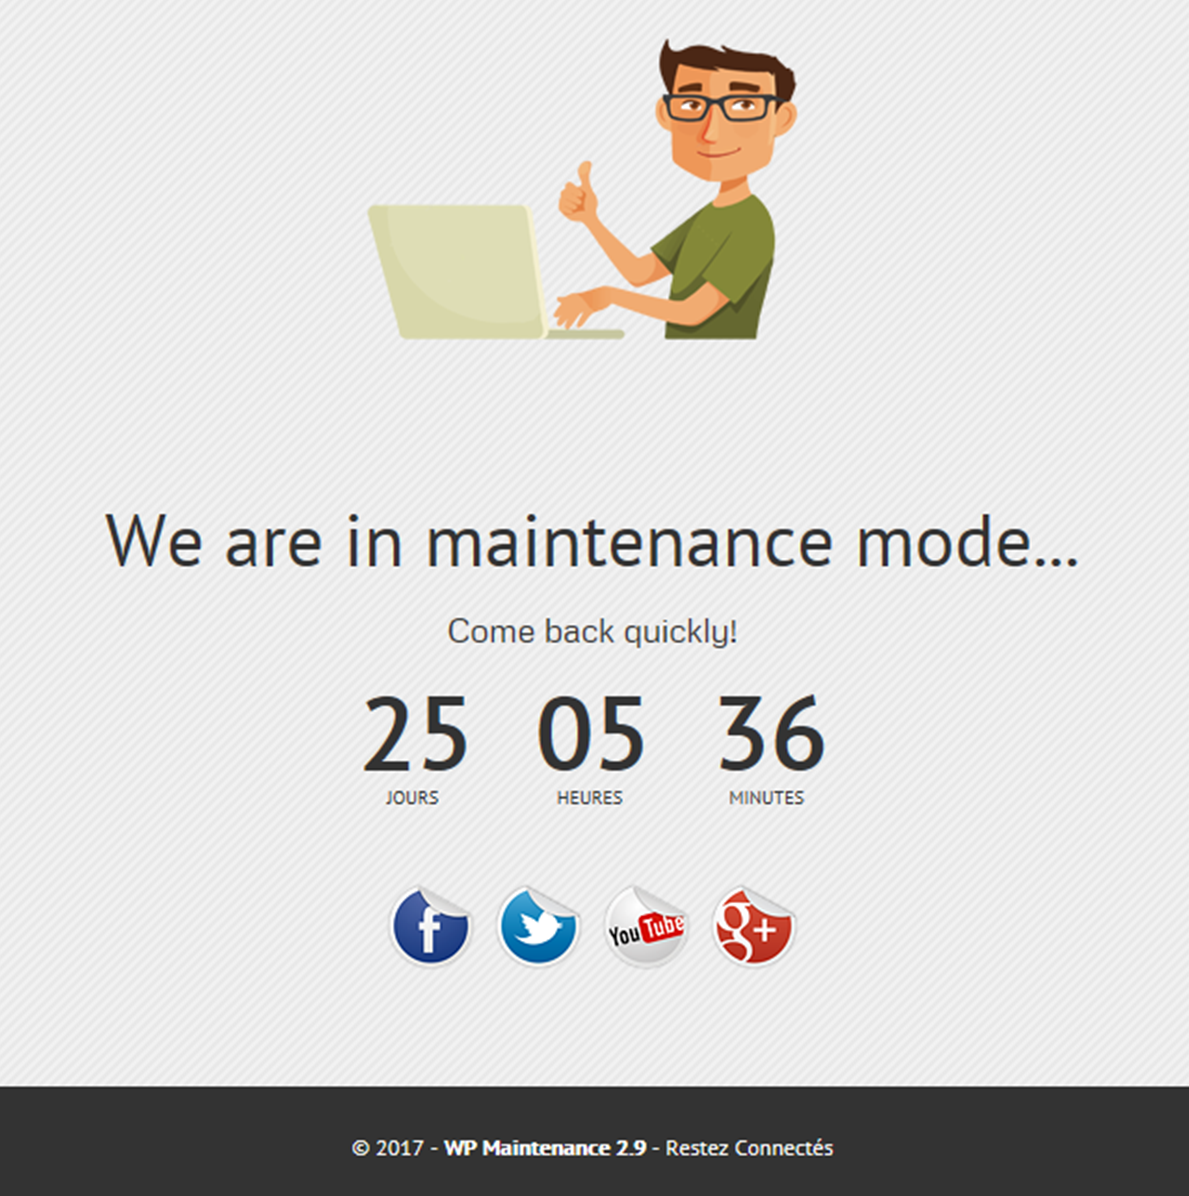 We are in maintenance mode...
Come back quickly!
25 05 36
JOURS HEURES MINUTES
f You Tube g+
© 2017 - WP Maintenance 2.9 - Restez Connectés